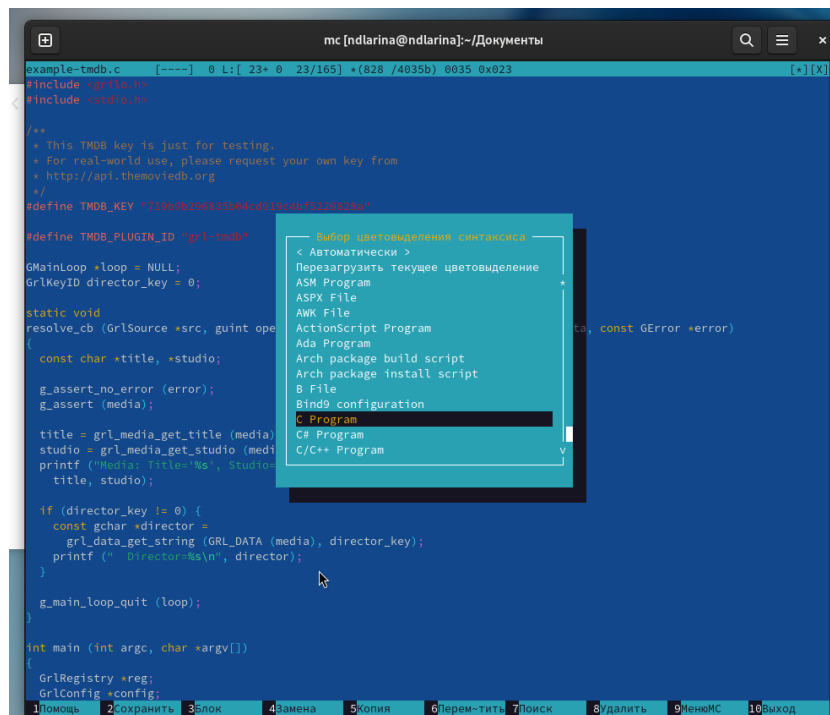 mc [ndlarina@ndlarina]:~/Документы
example-tmdb.c [----] 0 L:[ 23+ 0 23/165] *(828 /4035b) 0035 0x023 [*][X]
#include <grilo.h>
#include <stdio.h>
/**
* This TMDB key is just for testing.
* For real-world use, please request your own key from
* http://api.themoviedb.org
*/
#define TMDB_KEY
#define TMDB_PLUGIN_ID "grl-tmdb"
GMainLoop *loop = NULL;
GrlKeyID director_key = 0;
static void
resolve_cb (GrlSource *src, guint ope ta, const GError *error)
{
const char *title, *studio;
g_assert_no_error (error);
g_assert (media);
title = grl_media_get_title (media)
studio = grl_media_get_studio (medi
printf ("Media: Title='%s', Studio=
title, studio);
if (director_key != 0) {
const gchar *director =
grl_data_get_string (GRL_DATA (media), director_key);
printf (" Director=%s\n", director);
}
g_main_loop_quit (loop);
}
int main (int argc, char *argv[])
{
GrlRegistry *reg;
GrlConfig *config;
Выбор цветовыделения синтаксиса
< Автоматически >
Перезагрузить текущее цветовыделение
ASM Program
ASPX File
AWK File
ActionScript Program
Ada Program
Arch package build script
Arch package install script
B File
Bind9 configuration
C Program
C# Program
C/C++ Program
1Помощь 2Сохранить 3Блок 4Замена 5Копия 6Перем~тить 7Поиск 8Удалить 9МенюMC 10Выход